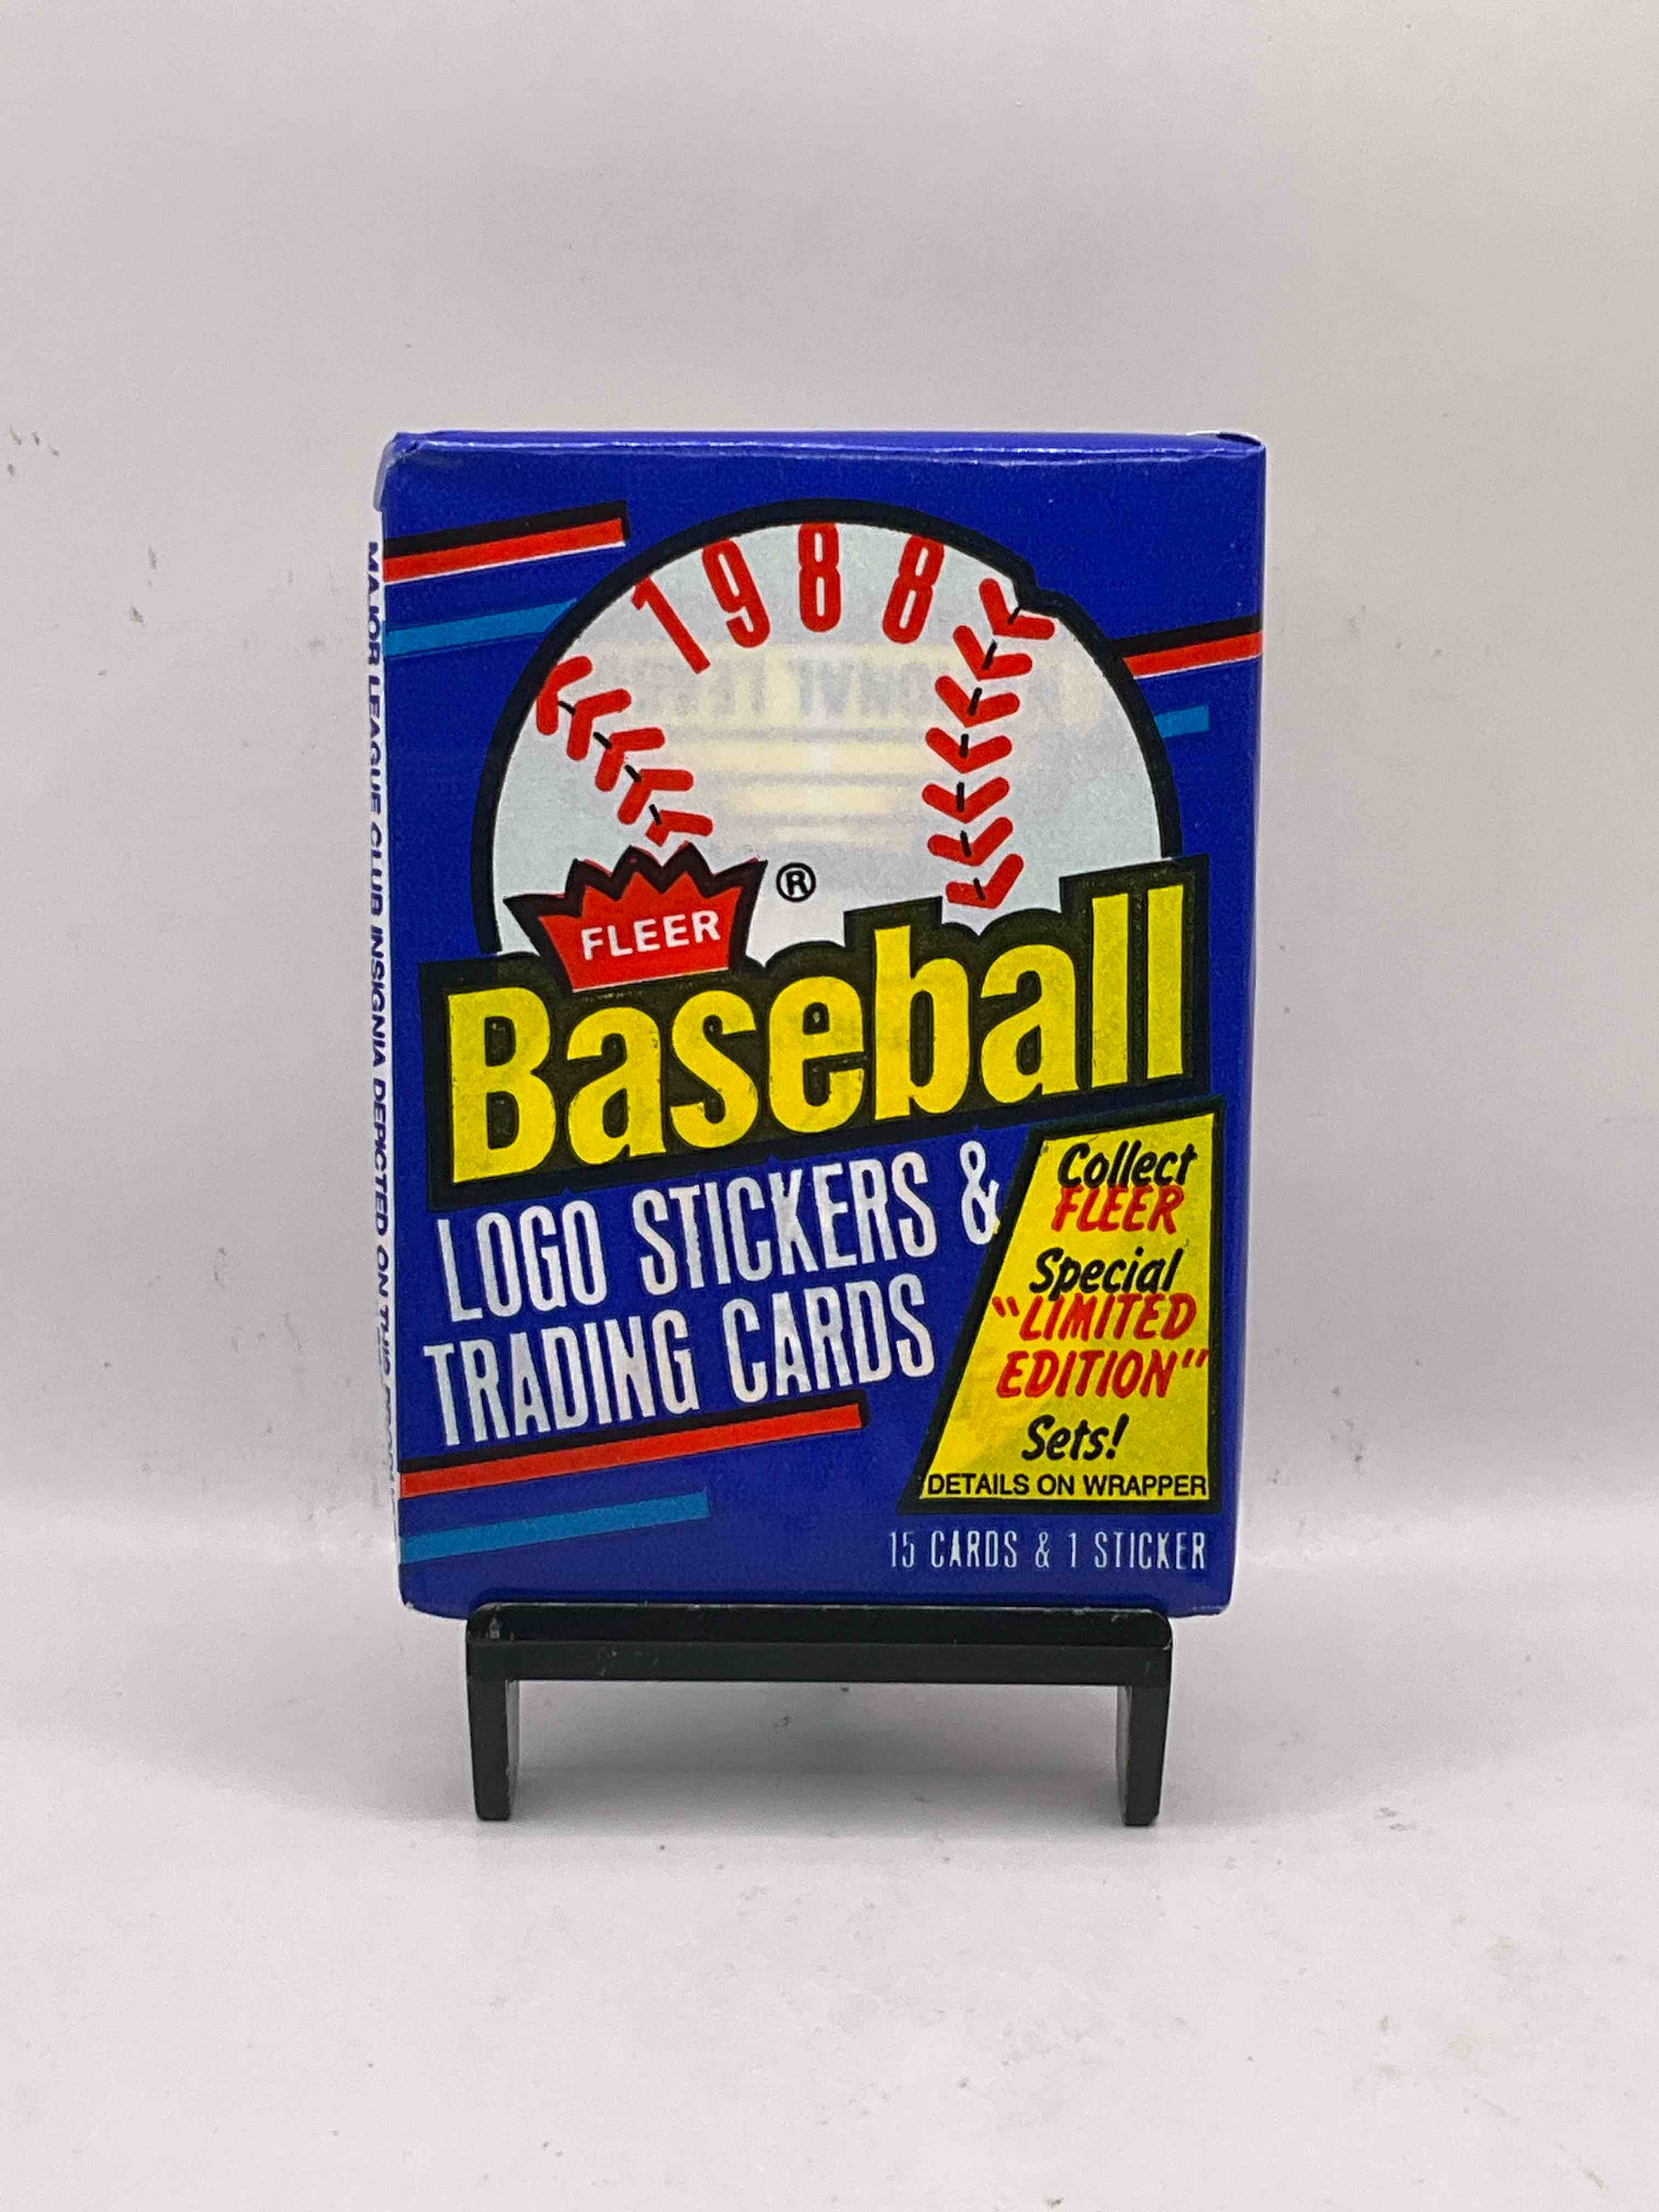 1988
FLEER
®
Baseball
LOGO STICKERS &
TRADING CARDS
Collect
FLEER
Special
"LIMITED
EDITION"
Sets!
DETAILS ON WRAPPER
15 CARDS & 1 STICKER
MAJOR LEAGUE CLUB INSIGNIA DEPICTED ON THIS